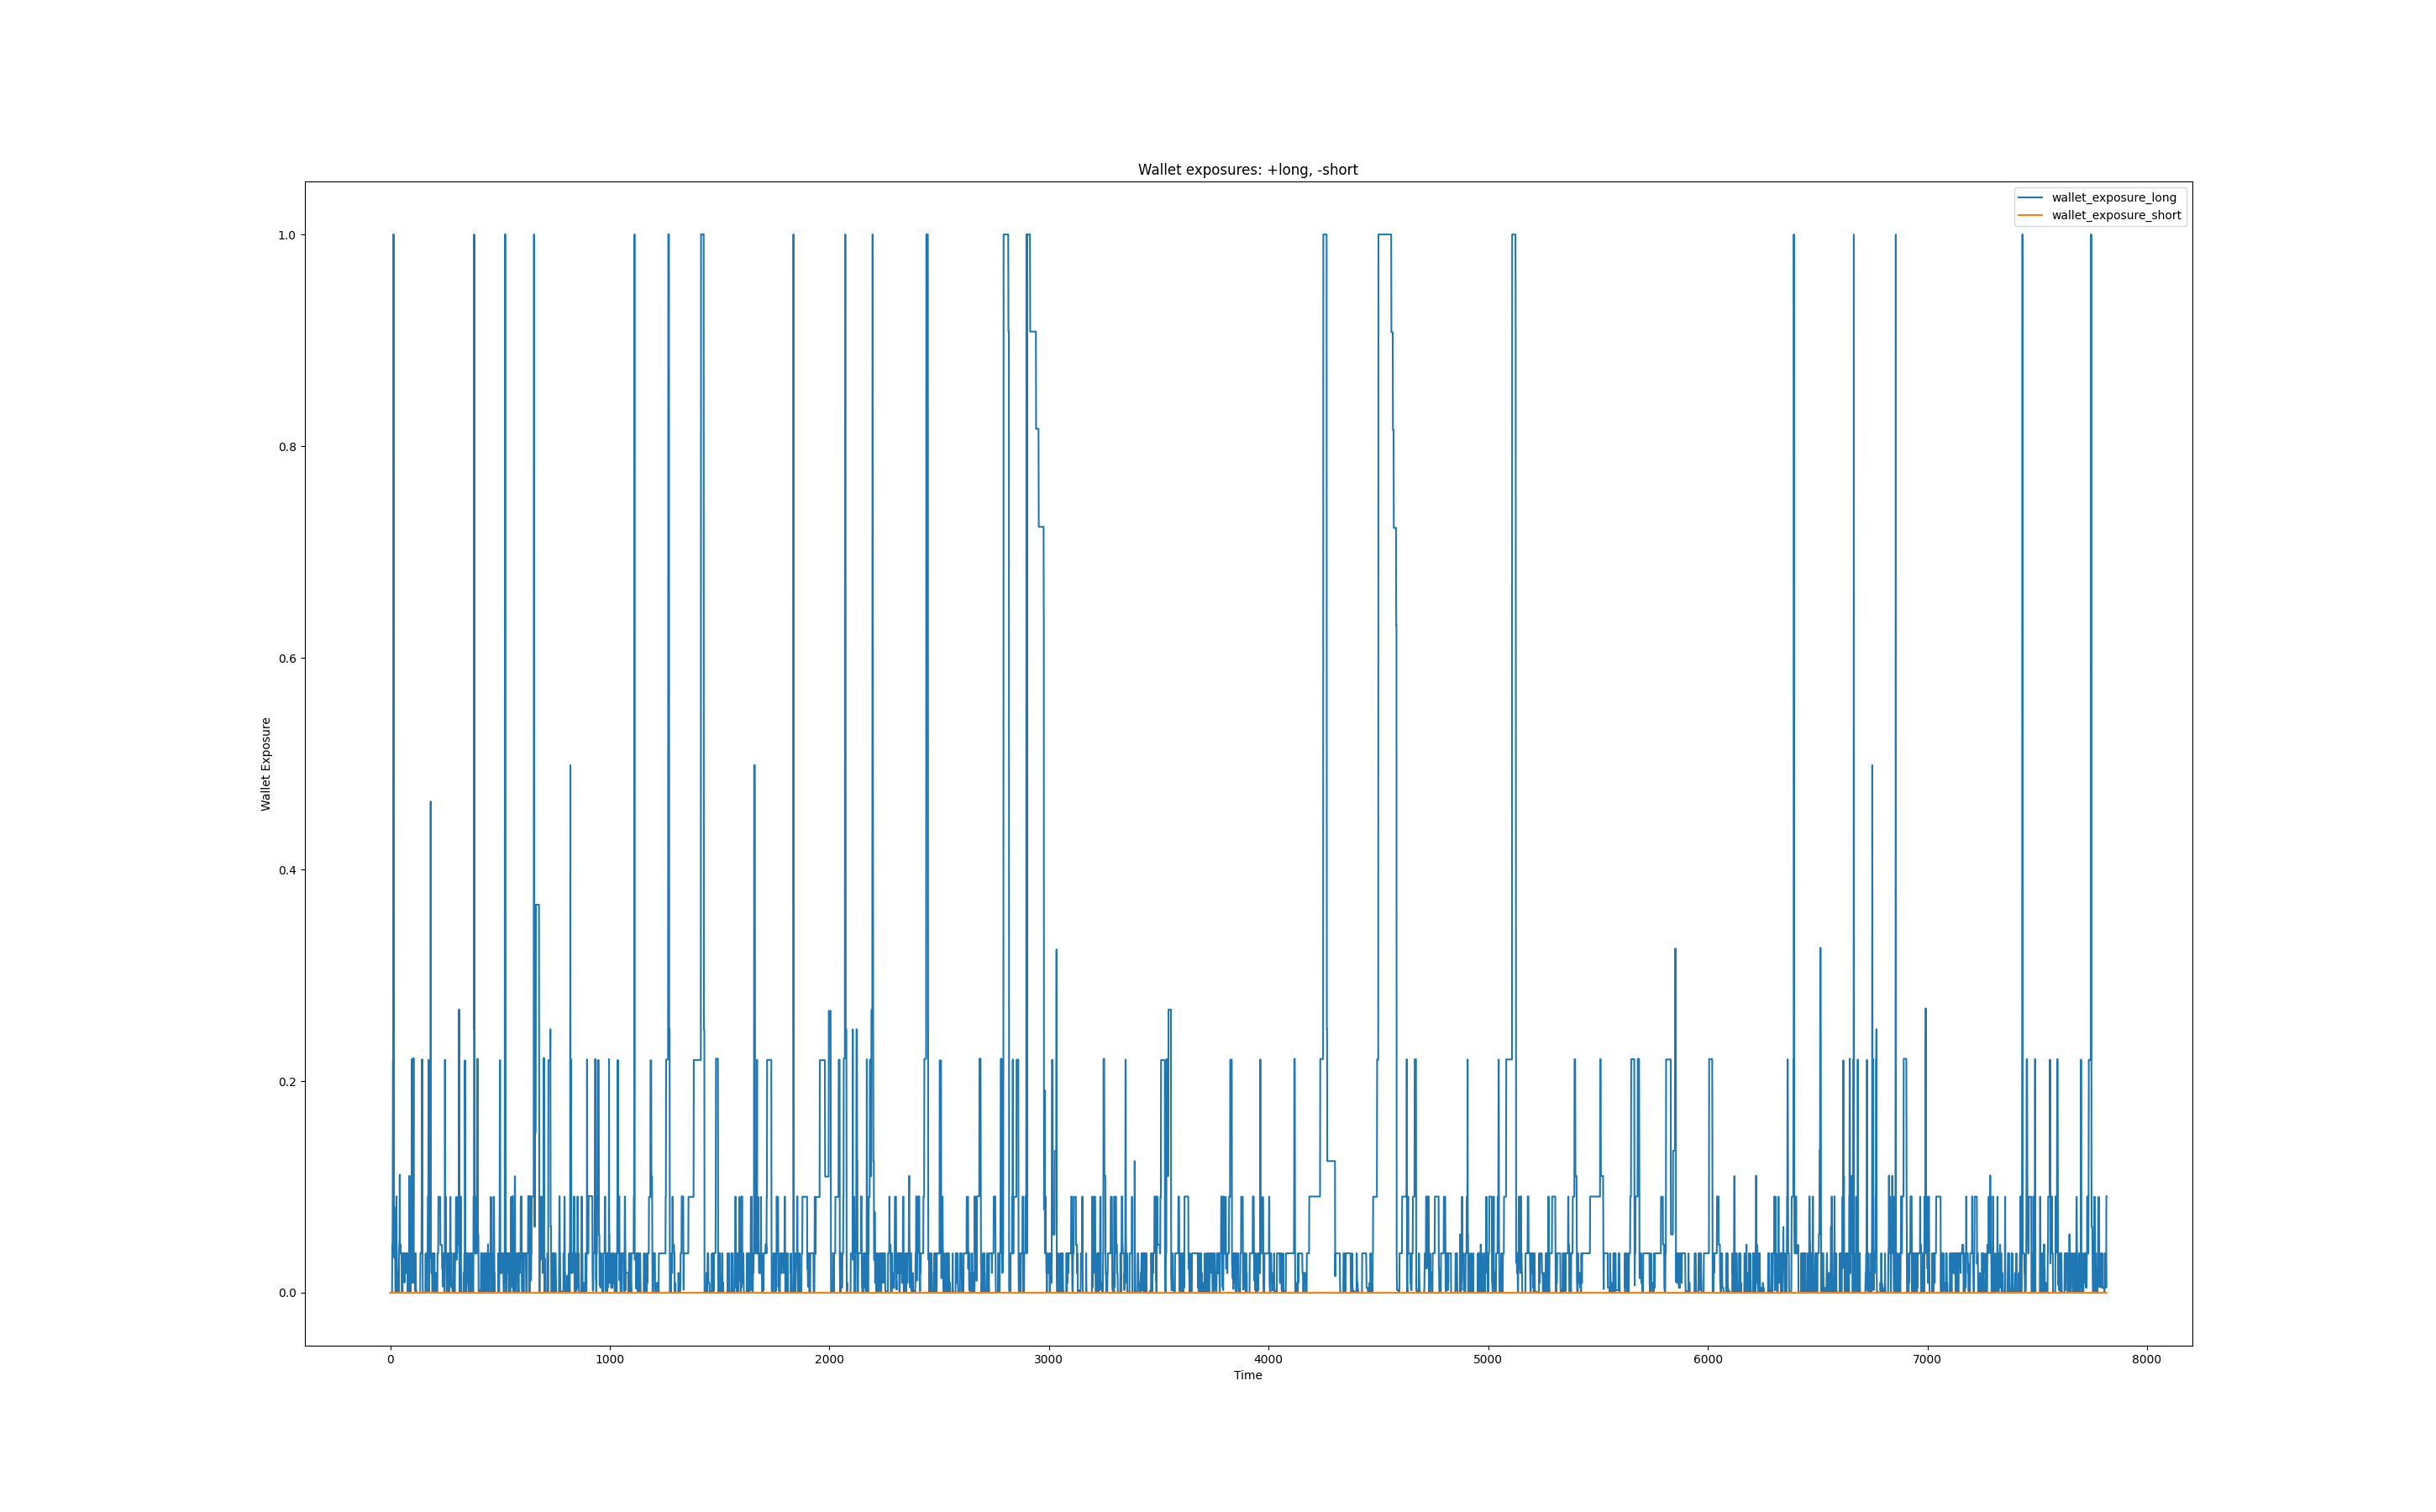 Wallet exposures: +long, -short
wallet_exposure_long
wallet_exposure_short
1.0
0.8
0.6
0.4
0.2
0.0
Wallet Exposure
0 1000 2000 3000 4000 5000 6000 7000 8000
Time